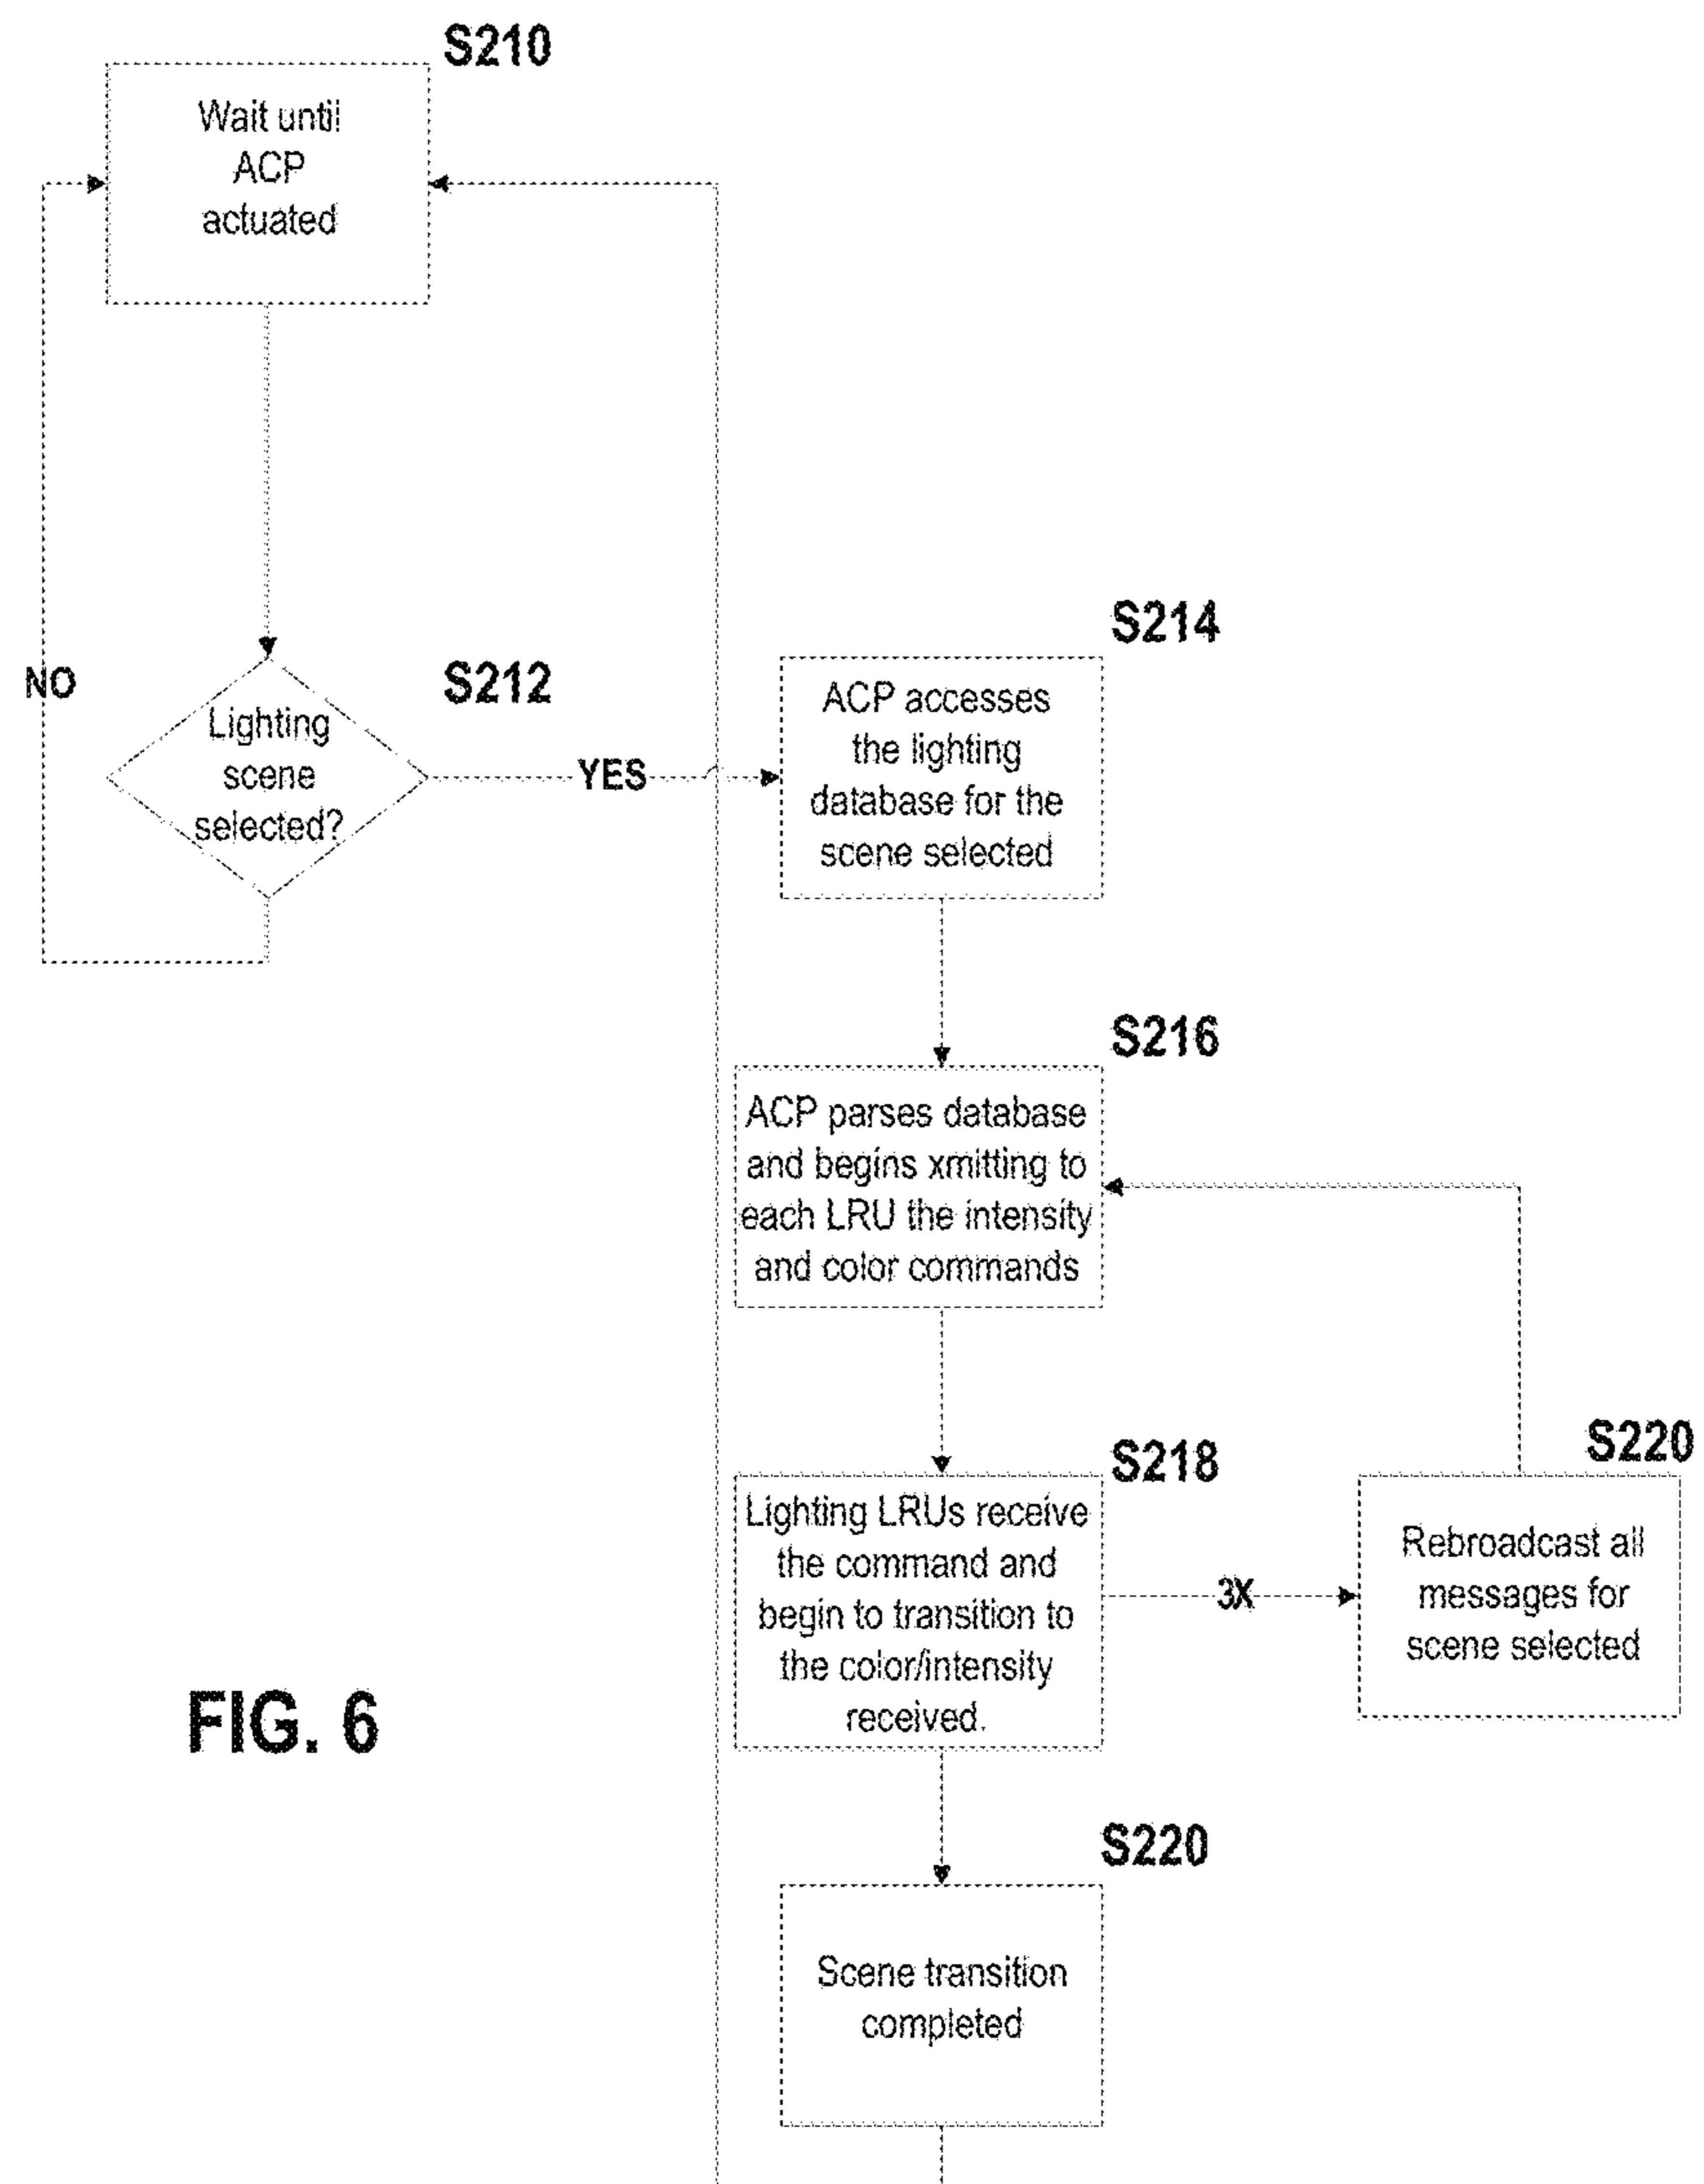 S210
Wait until
ACP
actuated
NO
S212
Lighting
scene
selected?
YES
S214
ACP accesses
the lighting
database for the
scene selected
S216
ACP parses database
and begins xmitting to
each LRU the intensity
and color commands
S218
Lighting LRUs receive
the command and
begin to transition to
the color/intensity
received.
3X
S220
Rebroadcast all
messages for
scene selected
S220
Scene transition
completed
FIG. 6